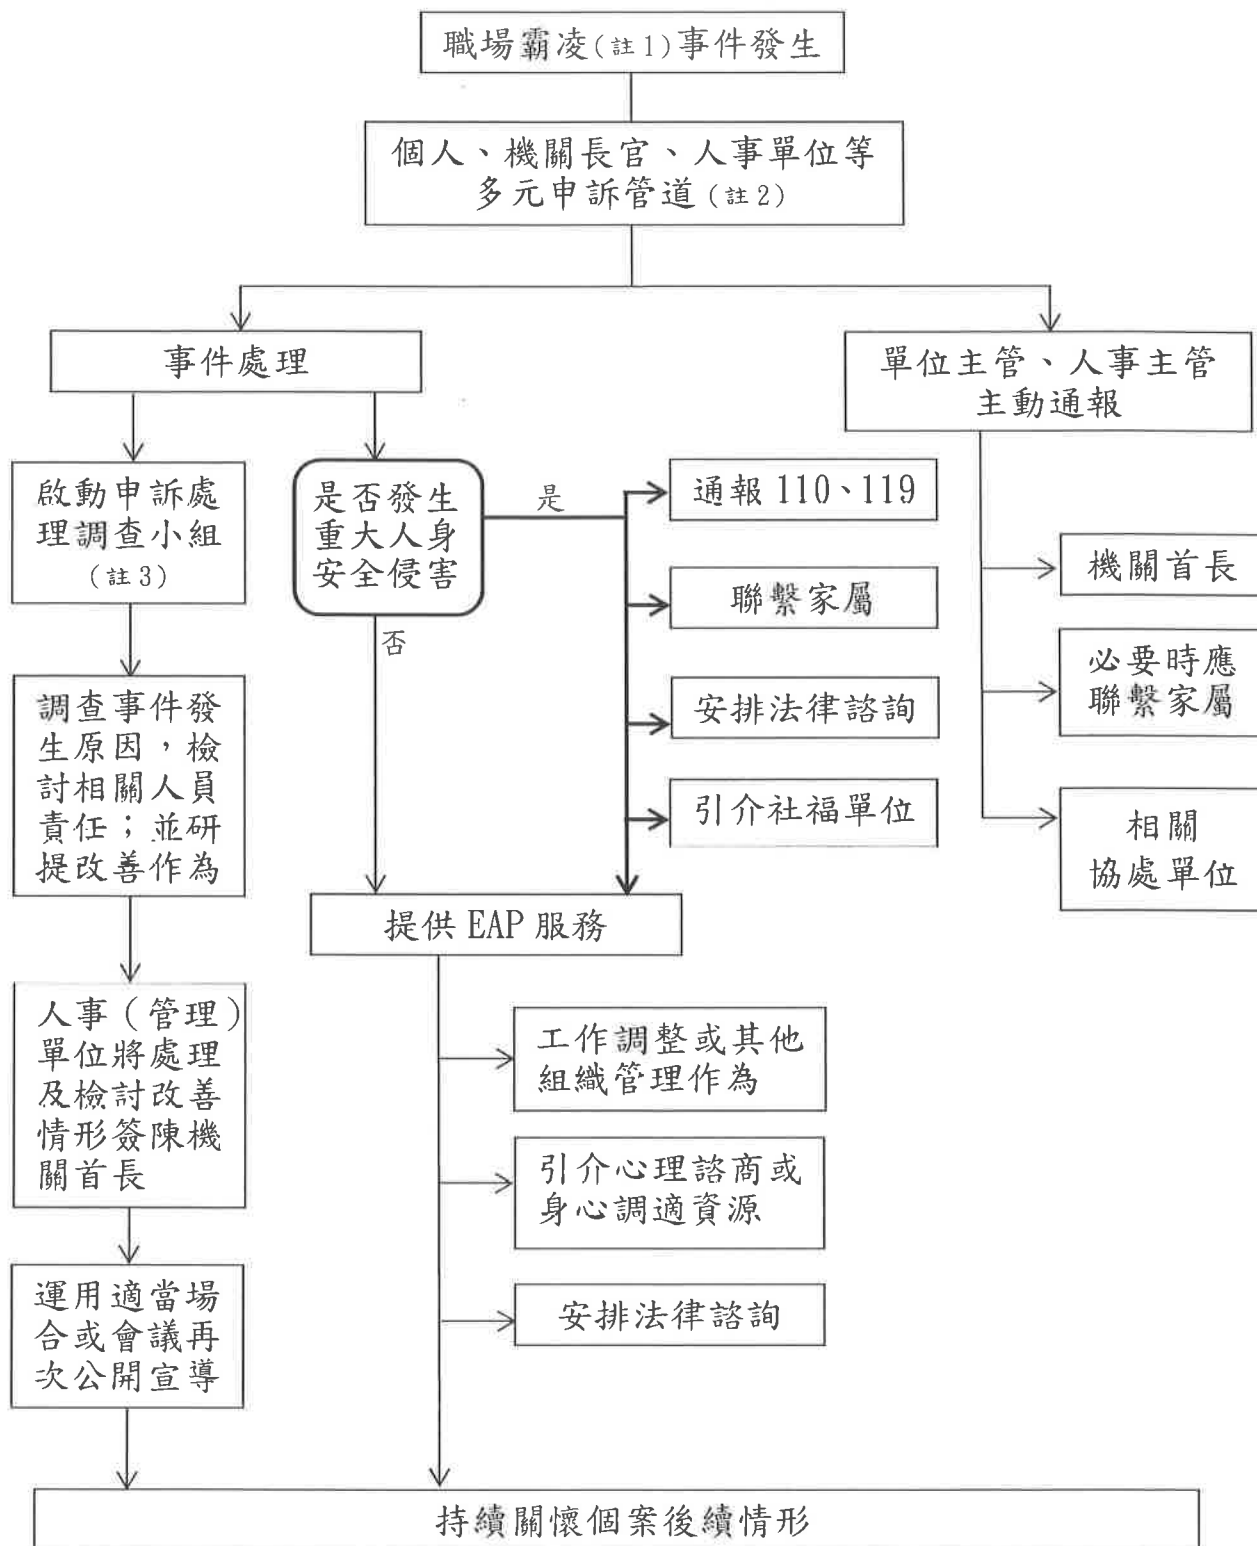 職場霸凌(註1)事件發生
個人、機關長官、人事單位等
多元申訴管道(註2)
事件處理
單位主管、人事主管
主動通報
啟動申訴處
理調查小組
(註3)
是否發生
重大人身
安全侵害
是
否
通報 110、119
聯繫家屬
安排法律諮詢
引介社福單位
機關首長
必要時應
聯繫家屬
相關
協處單位
調查事件發
生原因，檢
討相關人員
責任；並研
提改善作為
提供 EAP 服務
人事（管理）
單位將處理
及檢討改善
情形簽陳機
關首長
工作調整或其他
組織管理作為
引介心理諮商或
身心調適資源
安排法律諮詢
運用適當場
合或會議再
次公開宣導
持續關懷個案後續情形